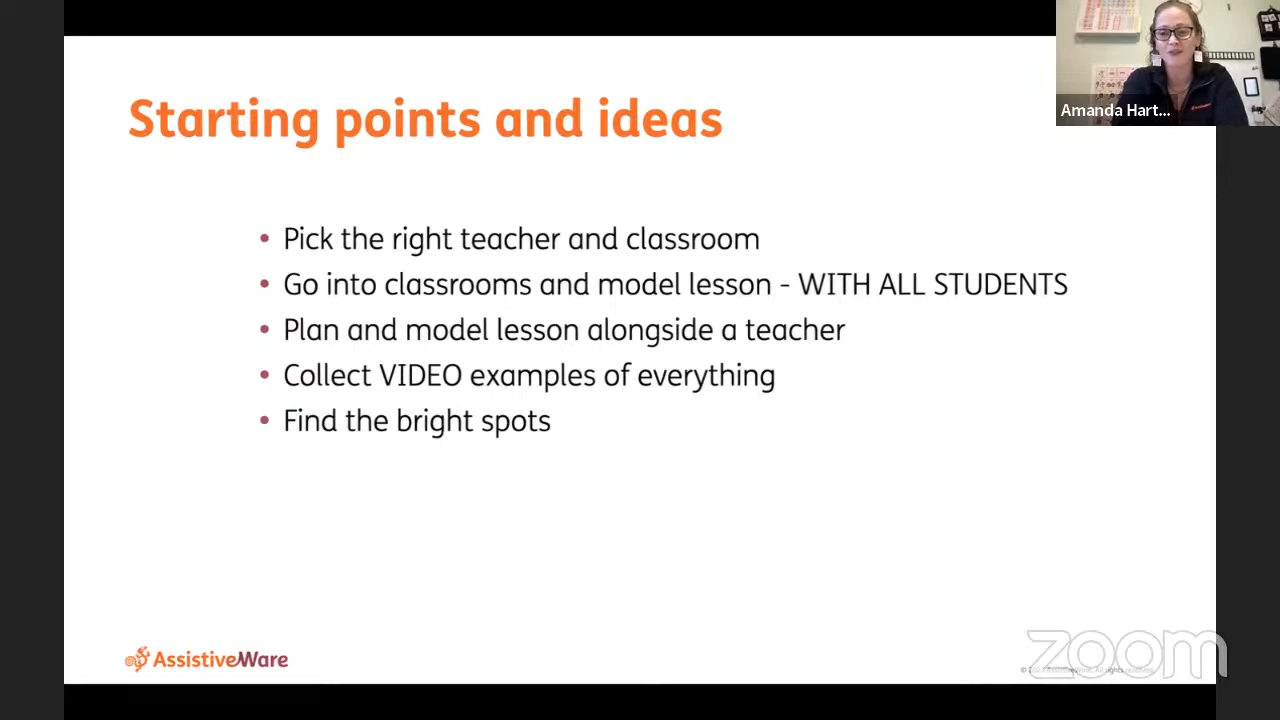 Starting points and ideas
Amanda Hart...
• Pick the right teacher and classroom
• Go into classrooms and model lesson - WITH ALL STUDENTS
• Plan and model lesson alongside a teacher
• Collect VIDEO examples of everything
• Find the bright spots
AssistiveWare
zoom